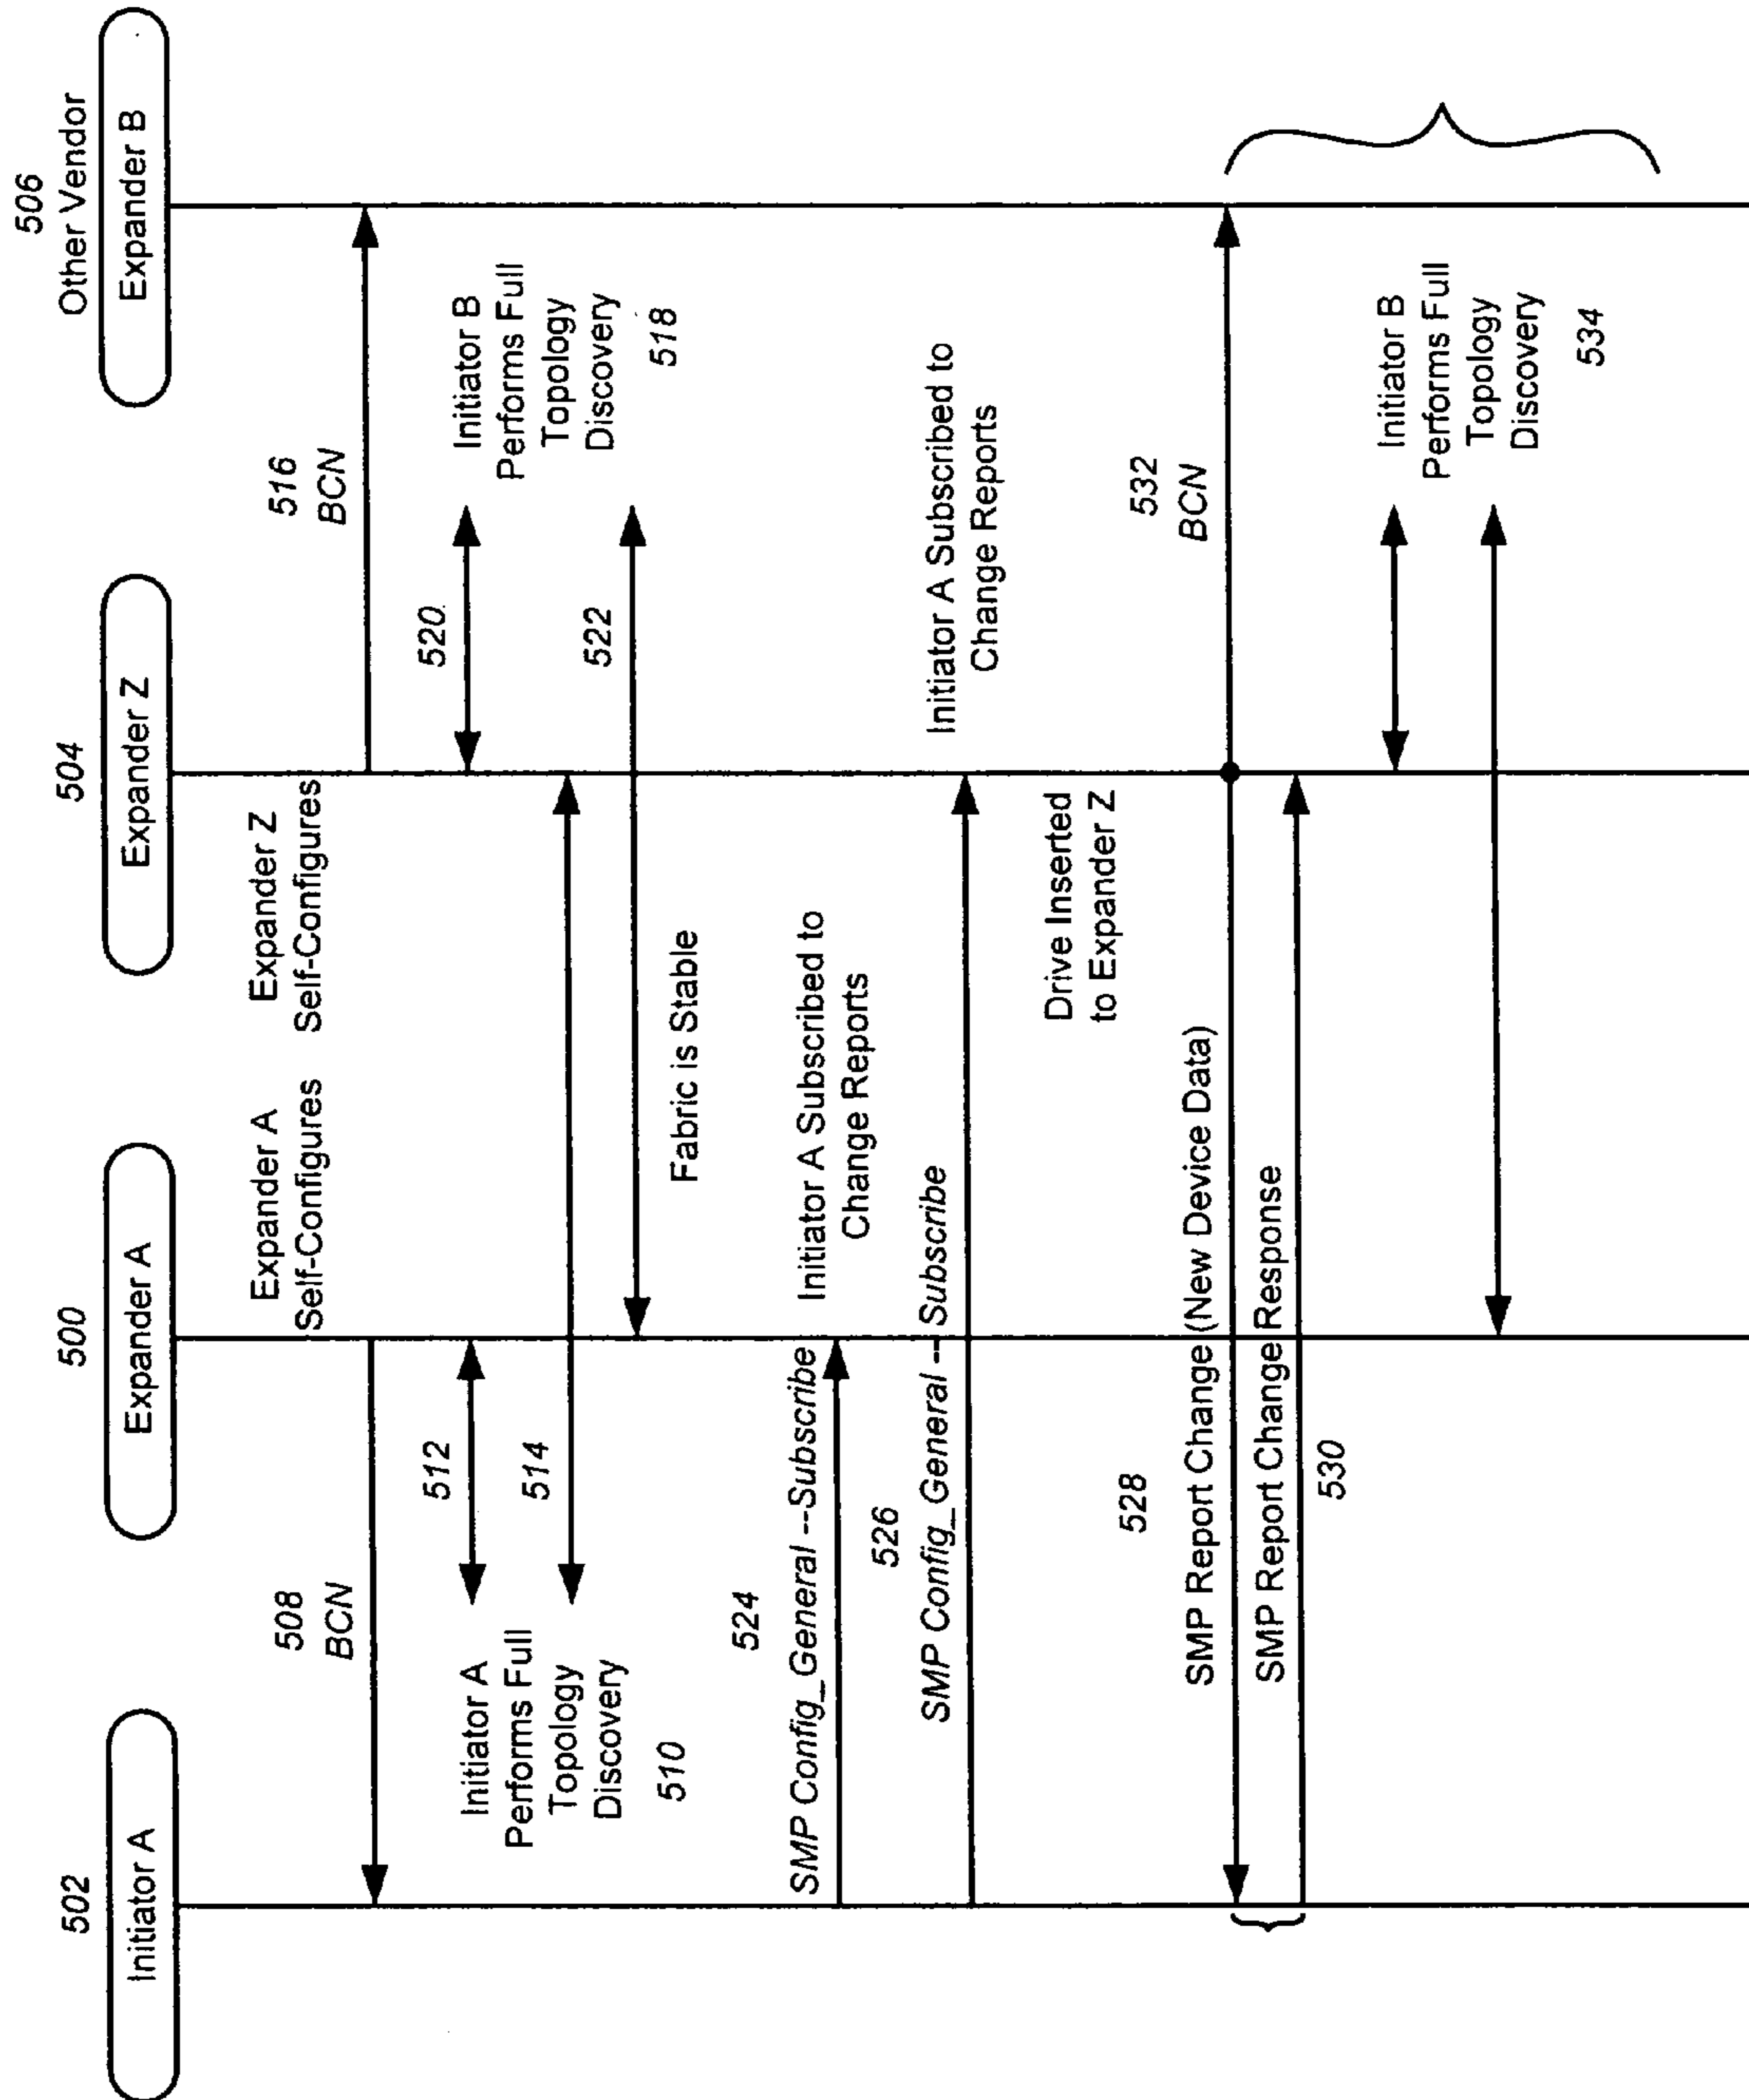 502
Initiator A
500
Expander A
504
Expander Z
506
Other Vendor
Expander B
Expander A
Self-Configures
Expander Z
Self-Configures
508
BCN
516
BCN
512
Initiator A
Performs Full
Topology
Discovery
510
514
520
Initiator B
Performs Full
Topology
Discovery
518
522
Fabric is Stable
524
SMP Config_General --Subscribe
Initiator A Subscribed to
Change Reports
526
SMP Config_General -- Subscribe
Initiator A Subscribed to
Change Reports
Drive Inserted
to Expander Z
528
SMP Report Change (New Device Data)
532
BCN
SMP Report Change Response
530
Initiator B
Performs Full
Topology
Discovery
534